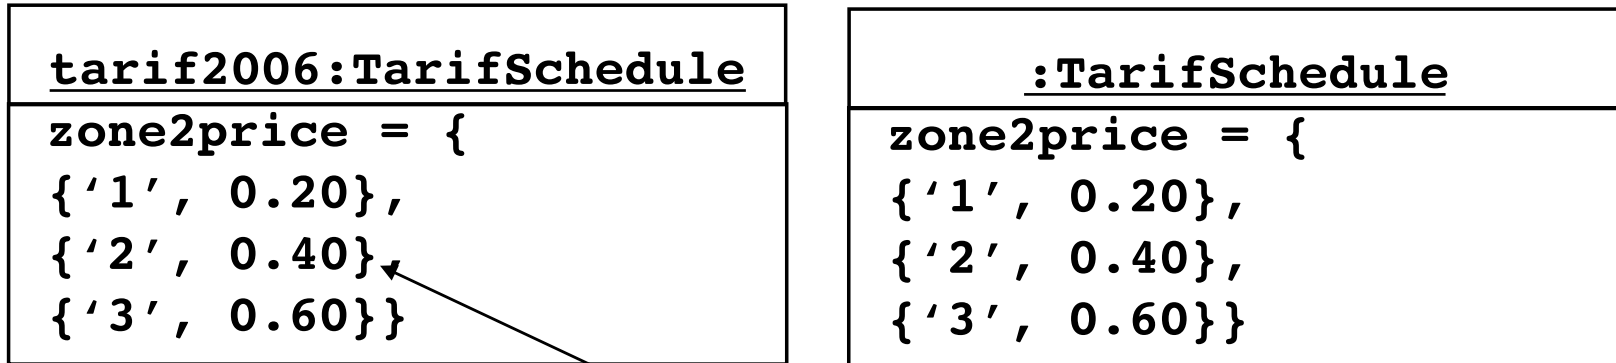 tarif2006:TarifSchedule
zone2price = {
{‘1’, 0.20},
{‘2’, 0.40},
{‘3’, 0.60}}
:TarifSchedule
zone2price = {
{‘1’, 0.20},
{‘2’, 0.40},
{‘3’, 0.60}}